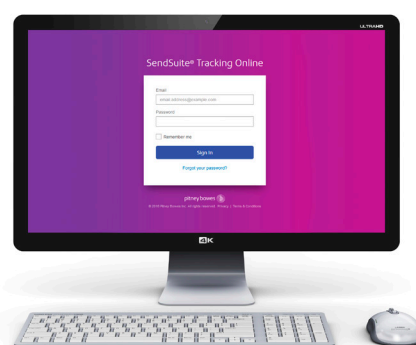 ULTRAHD
SendSuite® Tracking Online
Email
email.address@example.com
Password
Remember me
Sign In
Forgot your password?
pitney bowes
4K